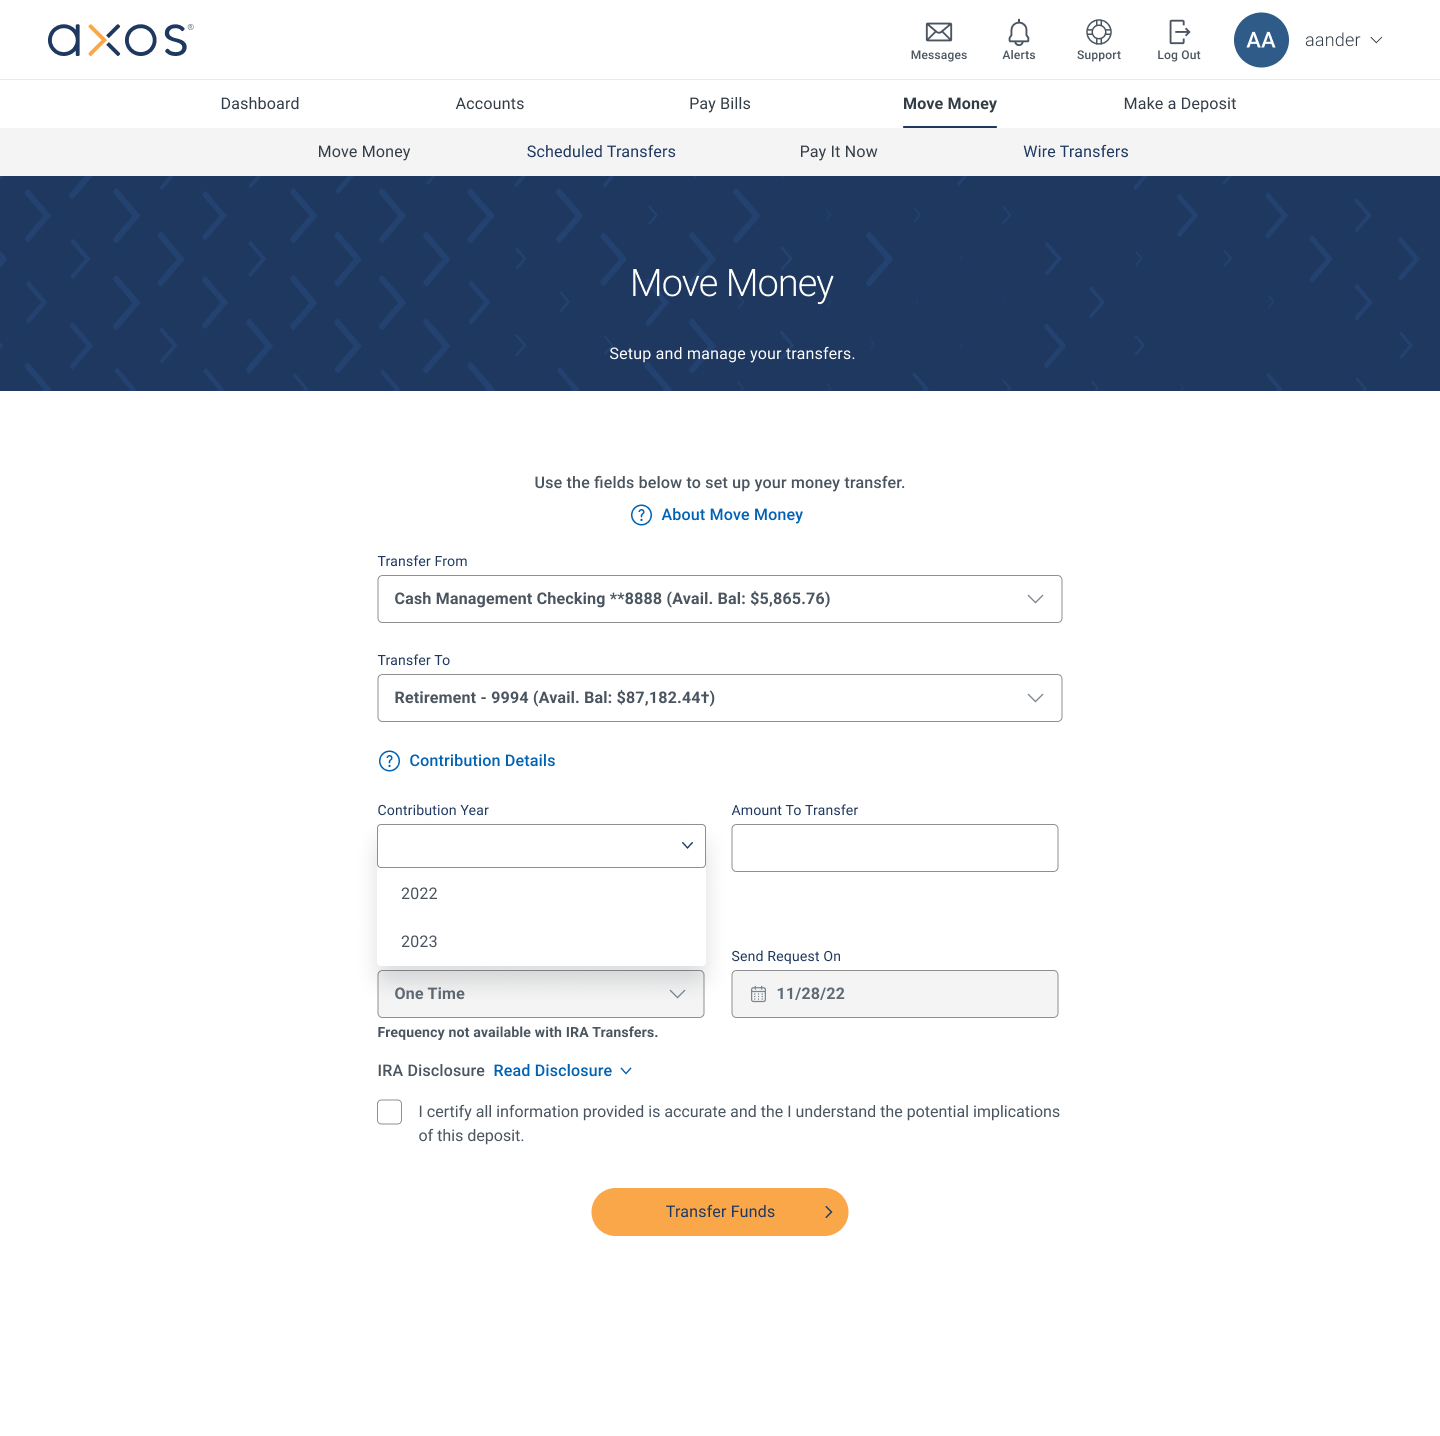 axos®
Messages
Alerts
Support
Log Out
AA
aander
Dashboard
Accounts
Pay Bills
Move Money
Make a Deposit
Move Money
Scheduled Transfers
Pay It Now
Wire Transfers
Move Money
Setup and manage your transfers.
Use the fields below to set up your money transfer.
? About Move Money
Transfer From
Cash Management Checking **8888 (Avail. Bal: $5,865.76)
Transfer To
Retirement - 9994 (Avail. Bal: $87,182.44†)
? Contribution Details
Contribution Year
Amount To Transfer
2022
2023
Send Request On
One Time
11/28/22
Frequency not available with IRA Transfers.
IRA Disclosure Read Disclosure
I certify all information provided is accurate and the I understand the potential implications
of this deposit.
Transfer Funds